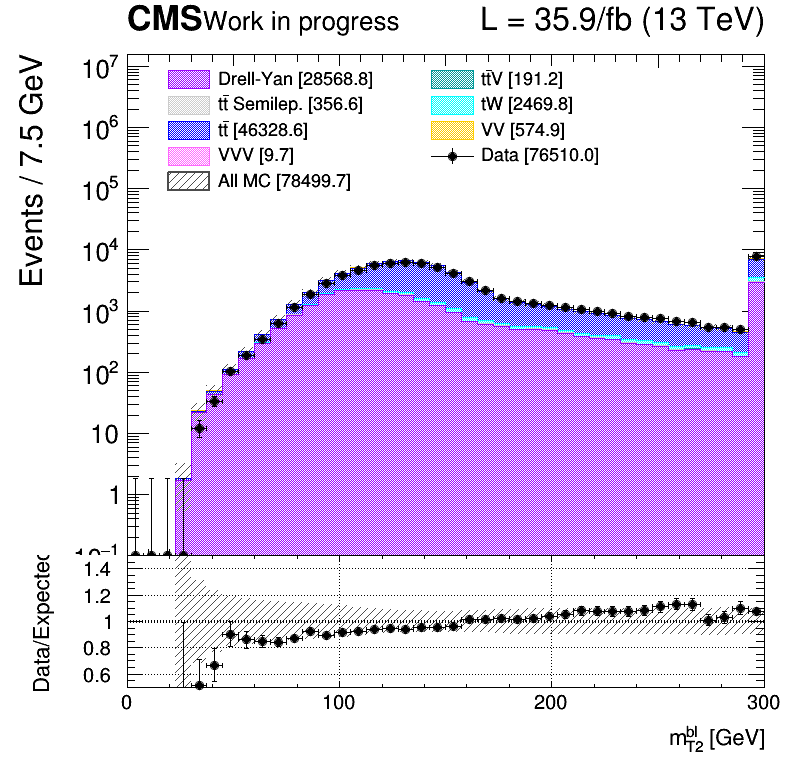 CMS Work in progress L = 35.9/fb (13 TeV)
Events / 7.5 GeV
10⁷
10⁶
10⁵
10⁴
10³
10²
10
1
10⁻¹
Drell-Yan [28568.8]
tt̄ Semilep. [356.6]
tt̄ [46328.6]
VVV [9.7]
All MC [78499.7]
tt̄V [191.2]
tW [2469.8]
VV [574.9]
Data [76510.0]
Data/Expected
1.4
1.2
1
0.8
0.6
0 100 200 300
m_{T2}^{bl} [GeV]